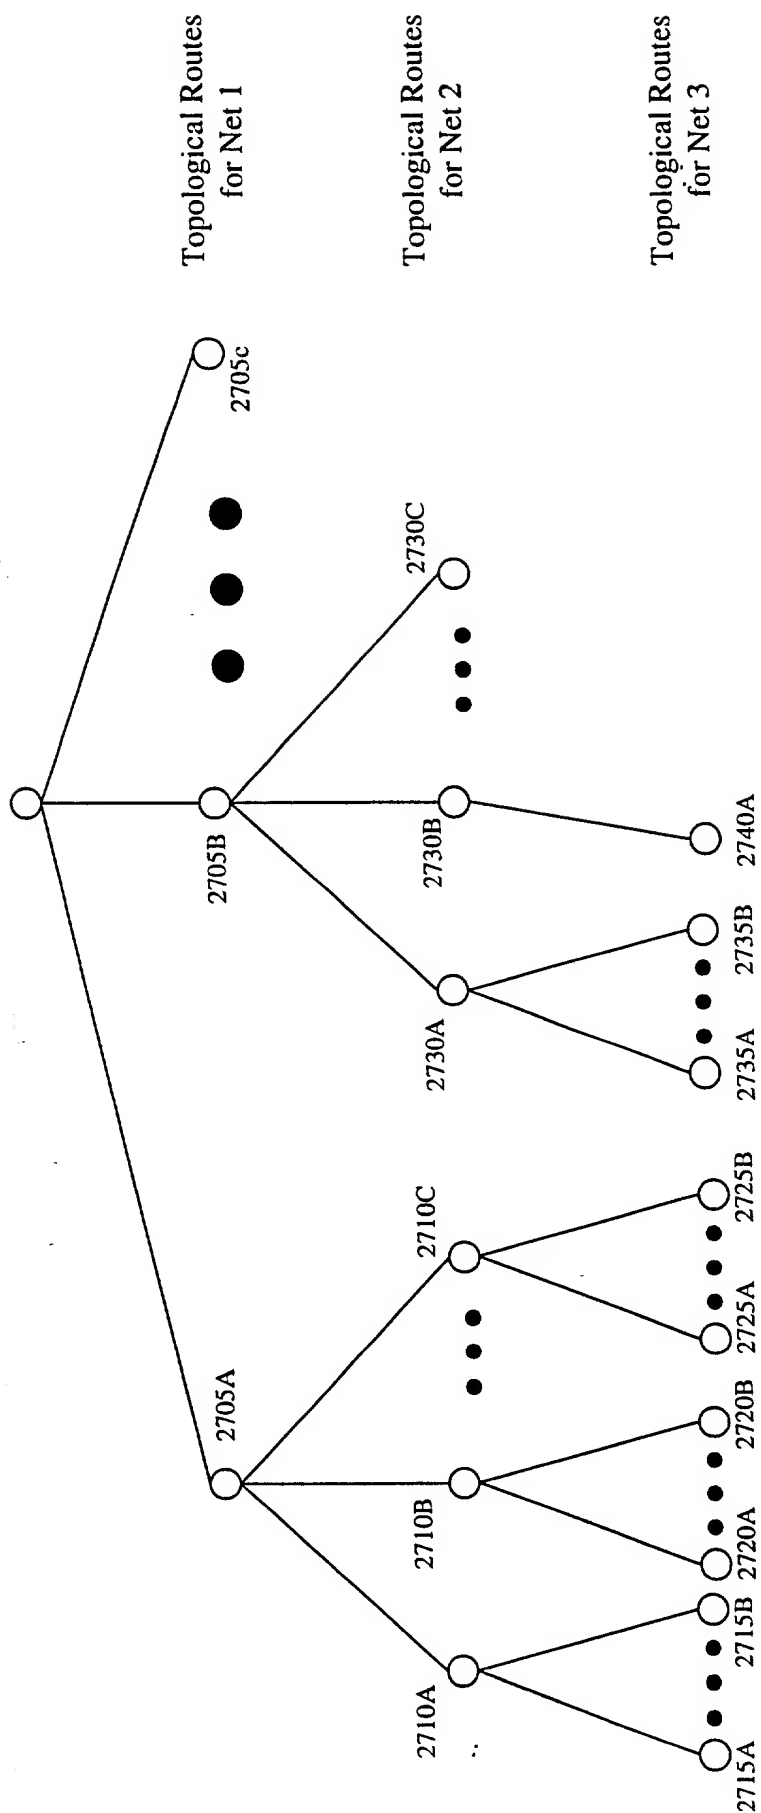 Topological Routes
for Net 1
2705A
2705B
2705c
Topological Routes
for Net 2
2710A
2710B
2710C
2730A
2730B
2730C
Topological Routes
for Net 3
2715A
2715B
2720A
2720B
2725A
2725B
2735A
2735B
2740A